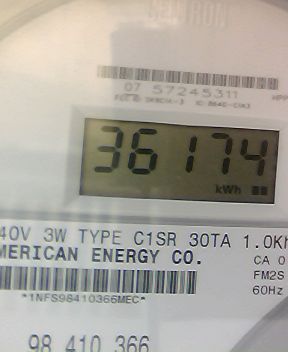 07 57245311
36174
kWh
40V 3W TYPE C1SR 30TA 1.0Kh
MERICAN ENERGY CO.
CA 0
FM2S
60Hz
*1NFS98410366MEC*
98 410 366